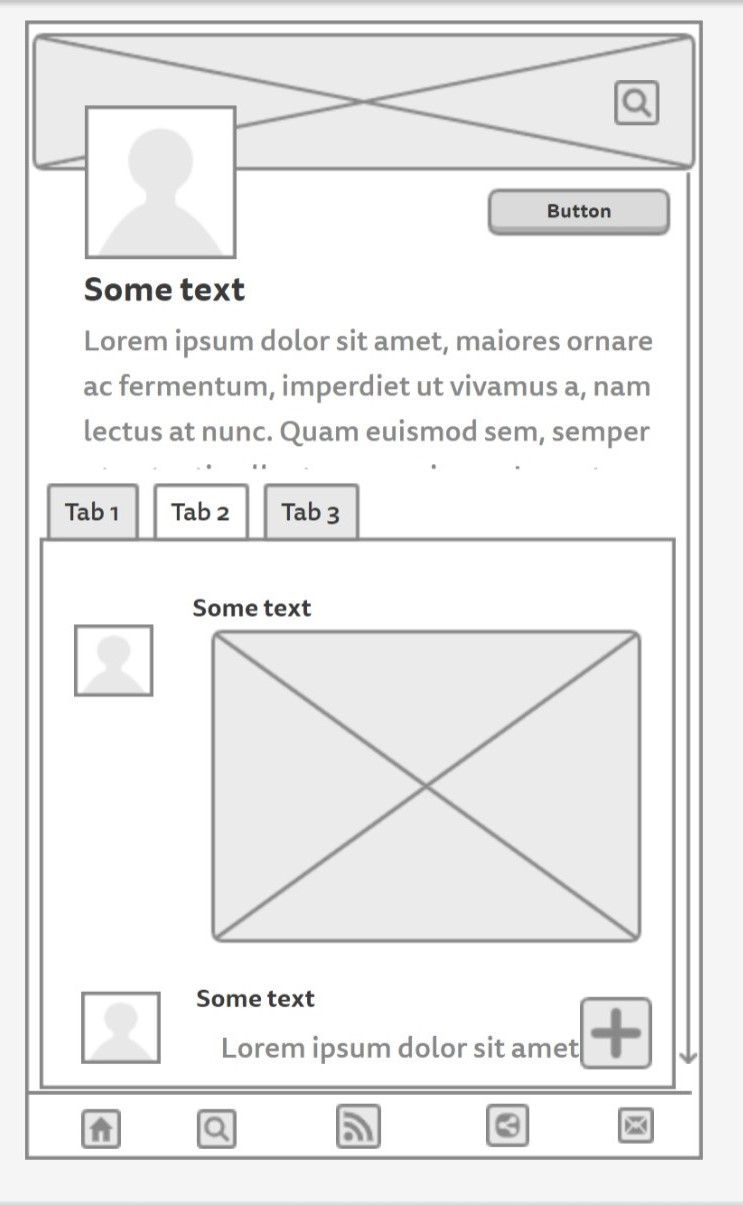 Button
Some text
Lorem ipsum dolor sit amet, maiores ornare
ac fermentum, imperdiet ut vivamus a, nam
lectus at nunc. Quam euismod sem, semper
Tab 1
Tab 2
Tab 3
Some text
Some text
Lorem ipsum dolor sit amet